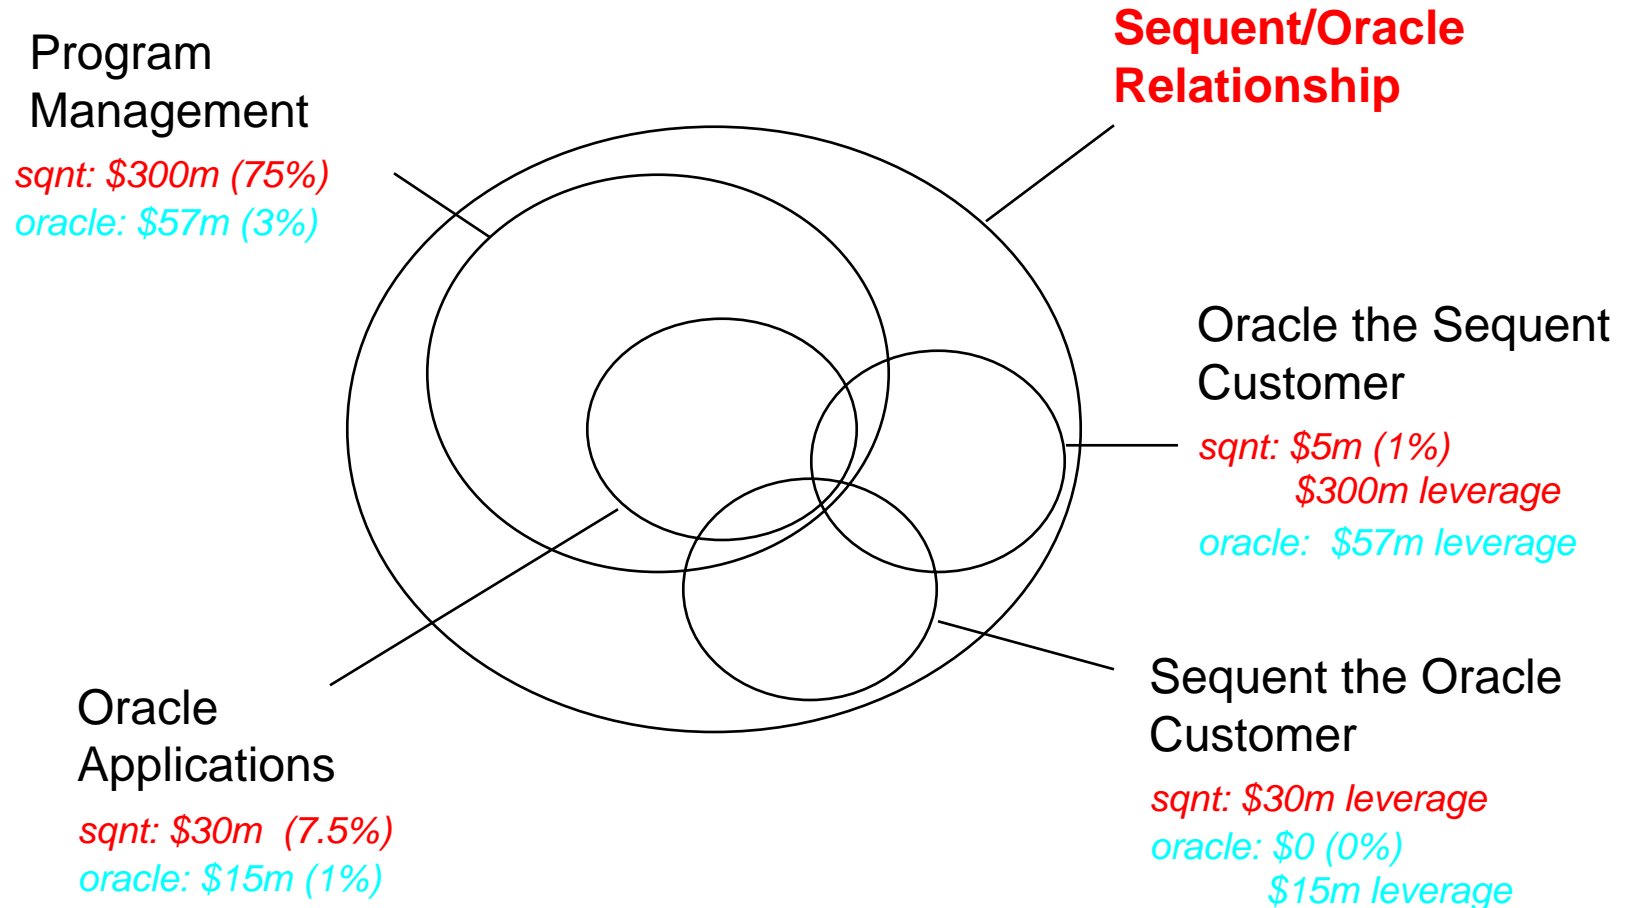 Sequent/Oracle
Relationship
Program
Management
sqnt: $300m (75%)
oracle: $57m (3%)
Oracle the Sequent
Customer
sqnt: $5m (1%)
$300m leverage
oracle: $57m leverage
Oracle
Applications
sqnt: $30m (7.5%)
oracle: $15m (1%)
Sequent the Oracle
Customer
sqnt: $30m leverage
oracle: $0 (0%)
$15m leverage